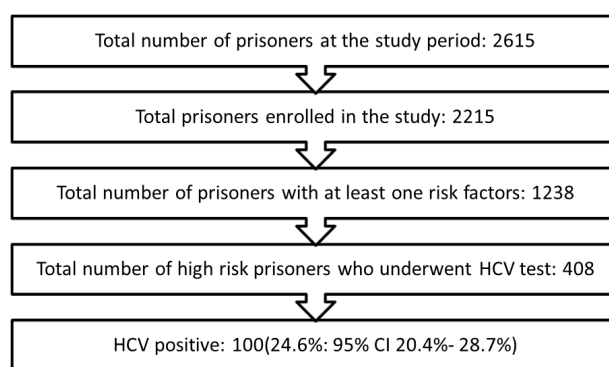 Total number of prisoners at the study period: 2615
Total prisoners enrolled in the study: 2215
Total number of prisoners with at least one risk factors: 1238
Total number of high risk prisoners who underwent HCV test: 408
HCV positive: 100(24.6%: 95% CI 20.4%- 28.7%)